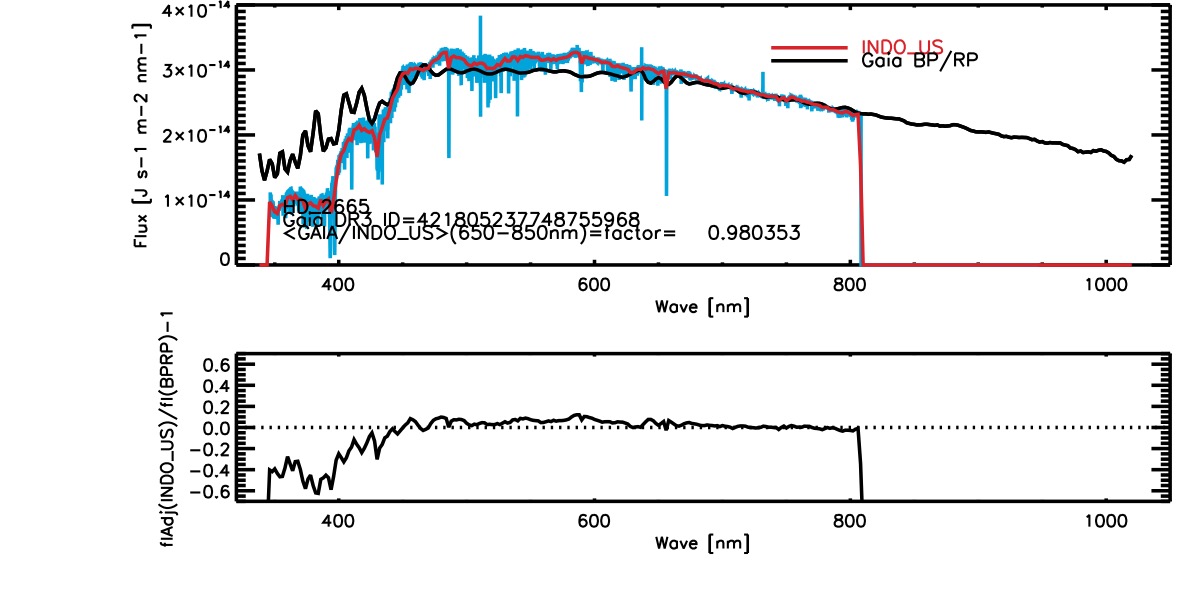 4×10−14
3×10−14
2×10−14
1×10−14
0
Flux [J s−1 m−2 nm−1]
INDO_US
Gaia BP/RP
HD_2665
Gaia DR3 ID=421805237748755968
<GAIA/INDO_US>(650−850nm)=factor= 0.980353
400 600 800 1000
Wave [nm]
0.6
0.4
0.2
0.0
−0.2
−0.4
−0.6
flAdj(INDO_US)/fl(BPRP)−1
400 600 800 1000
Wave [nm]